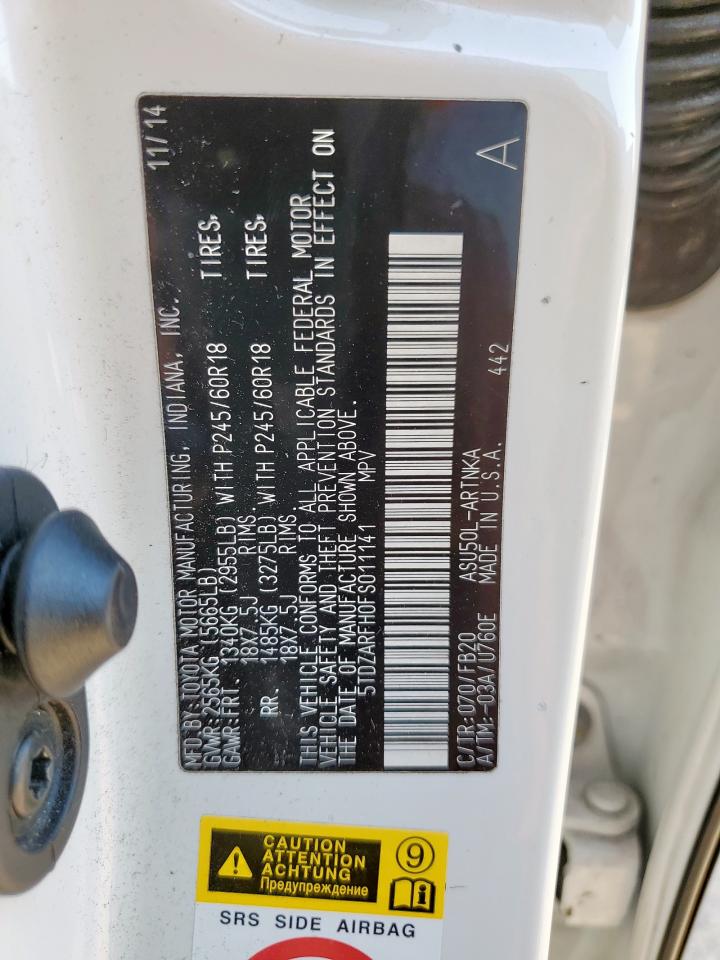 11/14
MFD BY: TOYOTA MOTOR MANUFACTURING, INDIANA, INC.
GVWR: 2565KG (5665LB)
GAWR: FRT. 1340KG (2955LB) WITH P245/60R18 TIRES,
18X7.5J RIMS.
RR. 1485KG (3275LB) WITH P245/60R18 TIRES,
18X7.5J RIMS.
THIS VEHICLE CONFORMS TO ALL APPLICABLE FEDERAL MOTOR
VEHICLE SAFETY AND THEFT PREVENTION STANDARDS IN EFFECT ON
THE DATE OF MANUFACTURE SHOWN ABOVE.
5TDZARFH0FS011141 MPV
C/TR: 070/FB20 ASU50L-ARTNKA 442
A/TM: -03A/U760E MADE IN U.S.A.
A
CAUTION
ATTENTION
ACHTUNG
Предупреждение
9
i
SRS SIDE AIRBAG